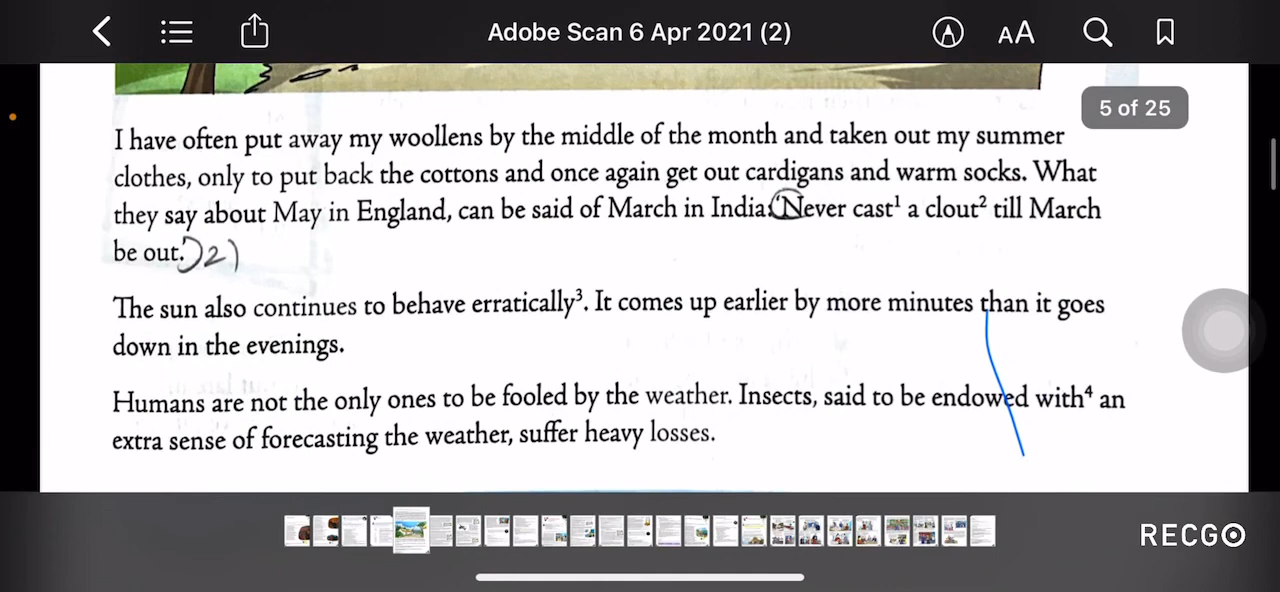 Adobe Scan 6 Apr 2021 (2)
AA
5 of 25
I have often put away my woollens by the middle of the month and taken out my summer
clothes, only to put back the cottons and once again get out cardigans and warm socks. What
they say about May in England, can be said of March in India: 'Never cast¹ a clout² till March
be out.' 2)
The sun also continues to behave erratically³. It comes up earlier by more minutes than it goes
down in the evenings.
Humans are not the only ones to be fooled by the weather. Insects, said to be endowed with⁴ an
extra sense of forecasting the weather, suffer heavy losses.
RECGO